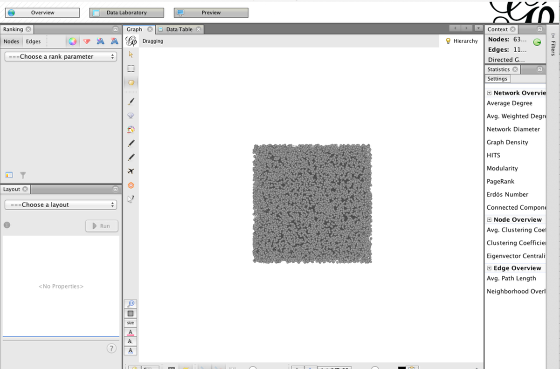 Overview
Data Laboratory
Preview
Ranking
Nodes Edges
---Choose a rank parameter
Layout
---Choose a layout
Run
<No Properties>
?
Graph
Data Table
Dragging
Hierarchy
A
A
A
Context
Nodes: 63...
Edges: 11...
Directed G...
Filters
Statistics
Settings
Network Overvie
Average Degree
Avg. Weighted Degr
Network Diameter
Graph Density
HITS
Modularity
PageRank
Erdös Number
Connected Compone
Node Overview
Avg. Clustering Coef
Clustering Coefficie
Eigenvector Centrali
Edge Overview
Avg. Path Length
Neighborhood Overl